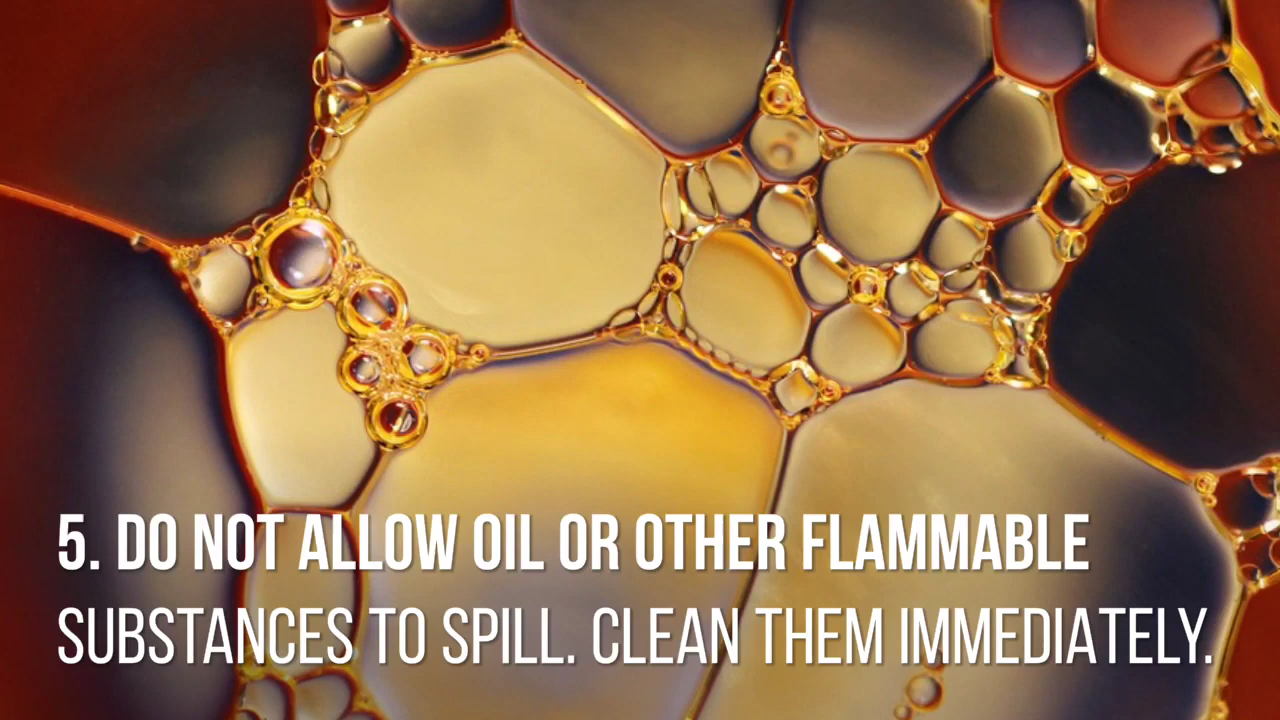 5. DO NOT ALLOW OIL OR OTHER FLAMMABLE
SUBSTANCES TO SPILL. CLEAN THEM IMMEDIATELY.